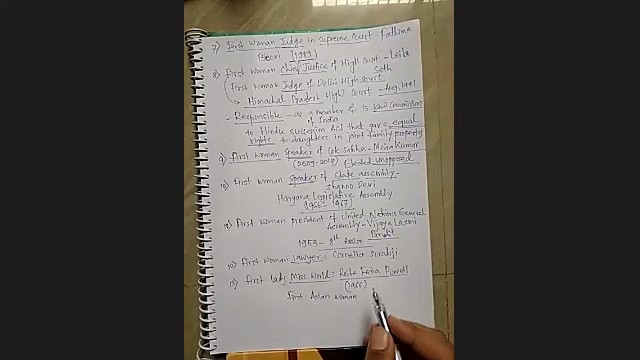 7) First Woman Judge in supreme Court - Fathima
Beevi (1989)
8) First Woman Chief Justice of High Court - Leila
Seth
First Woman Judge of Delhi High Court
→ Himachal Pradesh High Court - Aug, 1991
- Responsible - as a member of 15 Law Commission
of India
to Hindu succession Act that gave equal
rights to daughters in joint family property
9) First Woman Speaker of Lok Sabha - Meira Kumar
Elected unopposed
10) First Woman Speaker of State assembly -
Shanno Devi
Haryana Legislative Assembly
1966 - 1967
First Woman president of United Nations General
Assembly - Vijaya Laxmi
Pandit
1953 - 8th Session
First Woman Lawyer : Cornelia Sorabji
13) First lady Miss World : Reita Faria Powell
(1966)
First Asian Woman